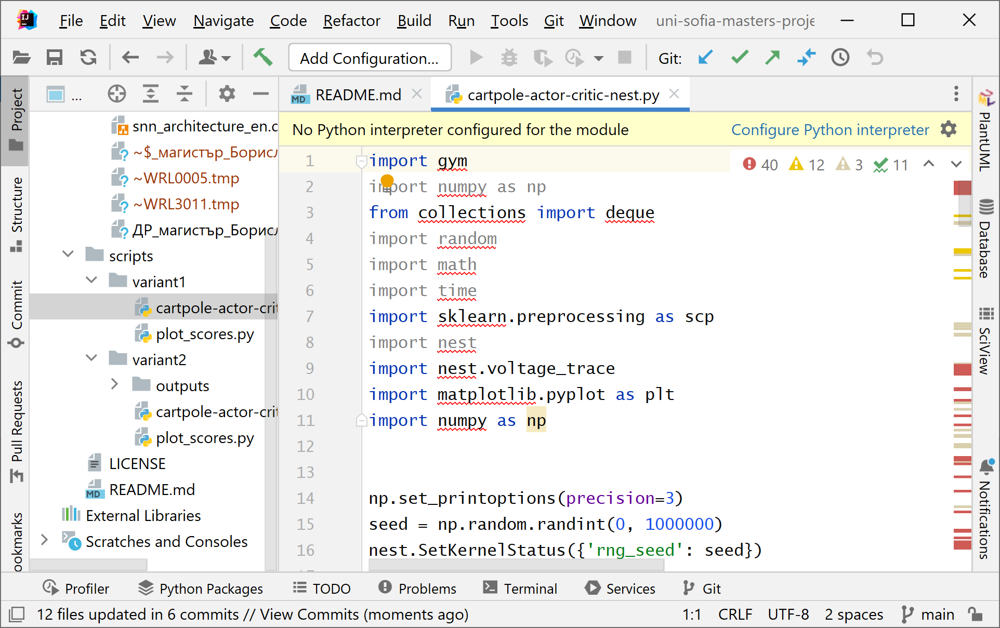 File Edit View Navigate Code Refactor Build Run Tools Git Window uni-sofia-masters-proje
Add Configuration... Git:
...
README.md
cartpole-actor-critic-nest.py
No Python interpreter configured for the module
Configure Python interpreter
40 12 3 11
Project
Structure
Commit
Pull Requests
ookmarks
snn_architecture_en.d
~$_магистър_Борисл
~WRL0005.tmp
~WRL3011.tmp
ДР_магистър_Борисл
scripts
variant1
cartpole-actor-crit
plot_scores.py
variant2
outputs
cartpole-actor-crit
plot_scores.py
LICENSE
README.md
External Libraries
Scratches and Consoles
1 import gym
2 import numpy as np
3 from collections import deque
4 import random
5 import math
6 import time
7 import sklearn.preprocessing as scp
8 import nest
9 import nest.voltage_trace
10 import matplotlib.pyplot as plt
11 import numpy as np
12
13
14 np.set_printoptions(precision=3)
15 seed = np.random.randint(0, 1000000)
16 nest.SetKernelStatus({'rng_seed': seed})
PlantUML
Database
SciView
Notifications
Profiler Python Packages TODO Problems Terminal Services Git
12 files updated in 6 commits // View Commits (moments ago) 1:1 CRLF UTF-8 2 spaces main